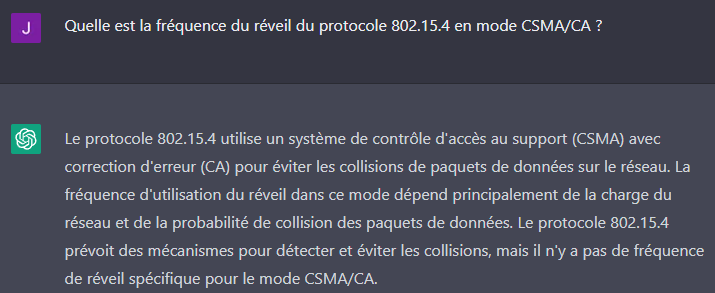 J
Quelle est la fréquence du réveil du protocole 802.15.4 en mode CSMA/CA ?
Le protocole 802.15.4 utilise un système de contrôle d'accès au support (CSMA) avec
correction d'erreur (CA) pour éviter les collisions de paquets de données sur le réseau. La
fréquence d'utilisation du réveil dans ce mode dépend principalement de la charge du
réseau et de la probabilité de collision des paquets de données. Le protocole 802.15.4
prévoit des mécanismes pour détecter et éviter les collisions, mais il n'y a pas de fréquence
de réveil spécifique pour le mode CSMA/CA.